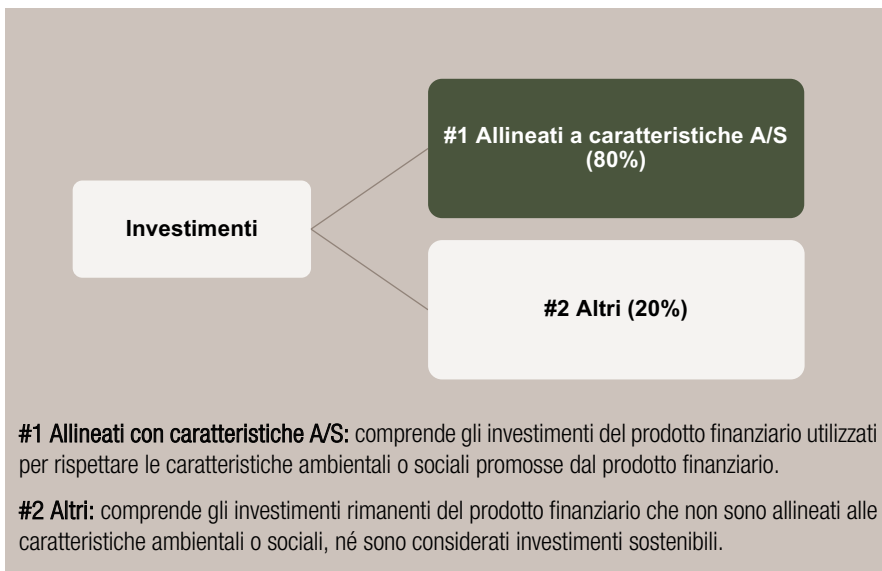 #1 Allineati a caratteristiche A/S
(80%)
Investimenti
#2 Altri (20%)
#1 Allineati con caratteristiche A/S: comprende gli investimenti del prodotto finanziario utilizzati
per rispettare le caratteristiche ambientali o sociali promosse dal prodotto finanziario.
#2 Altri: comprende gli investimenti rimanenti del prodotto finanziario che non sono allineati alle
caratteristiche ambientali o sociali, né sono considerati investimenti sostenibili.